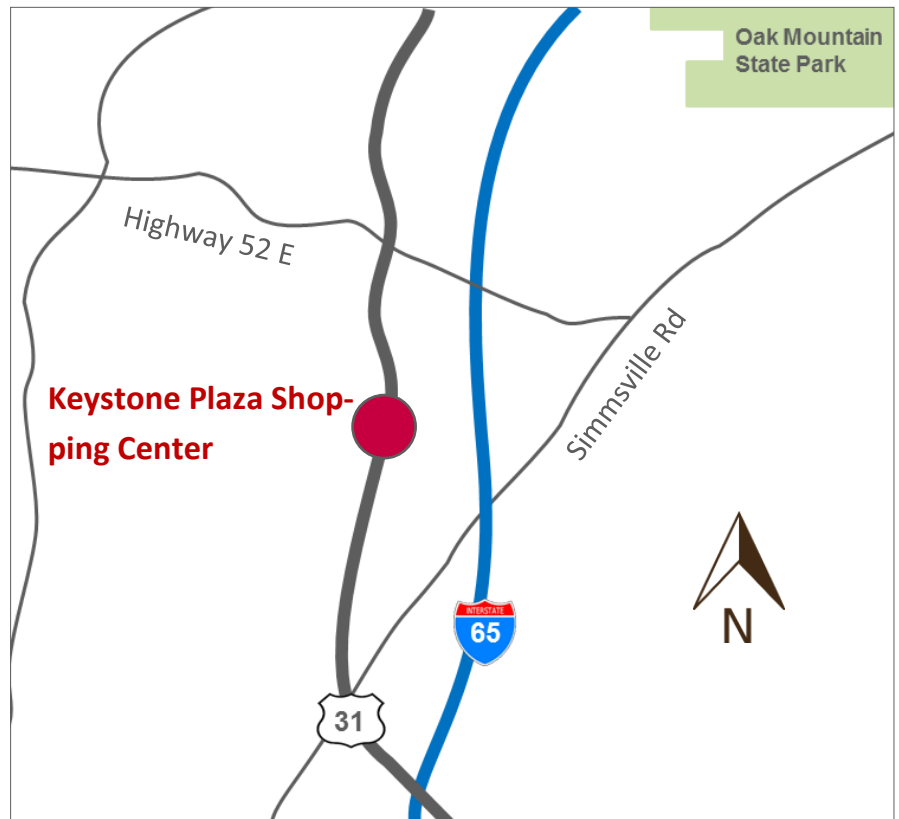 Oak Mountain
State Park
Highway 52 E
Simmsville Rd
Keystone Plaza Shop-
ping Center
INTERSTATE
65
N
31